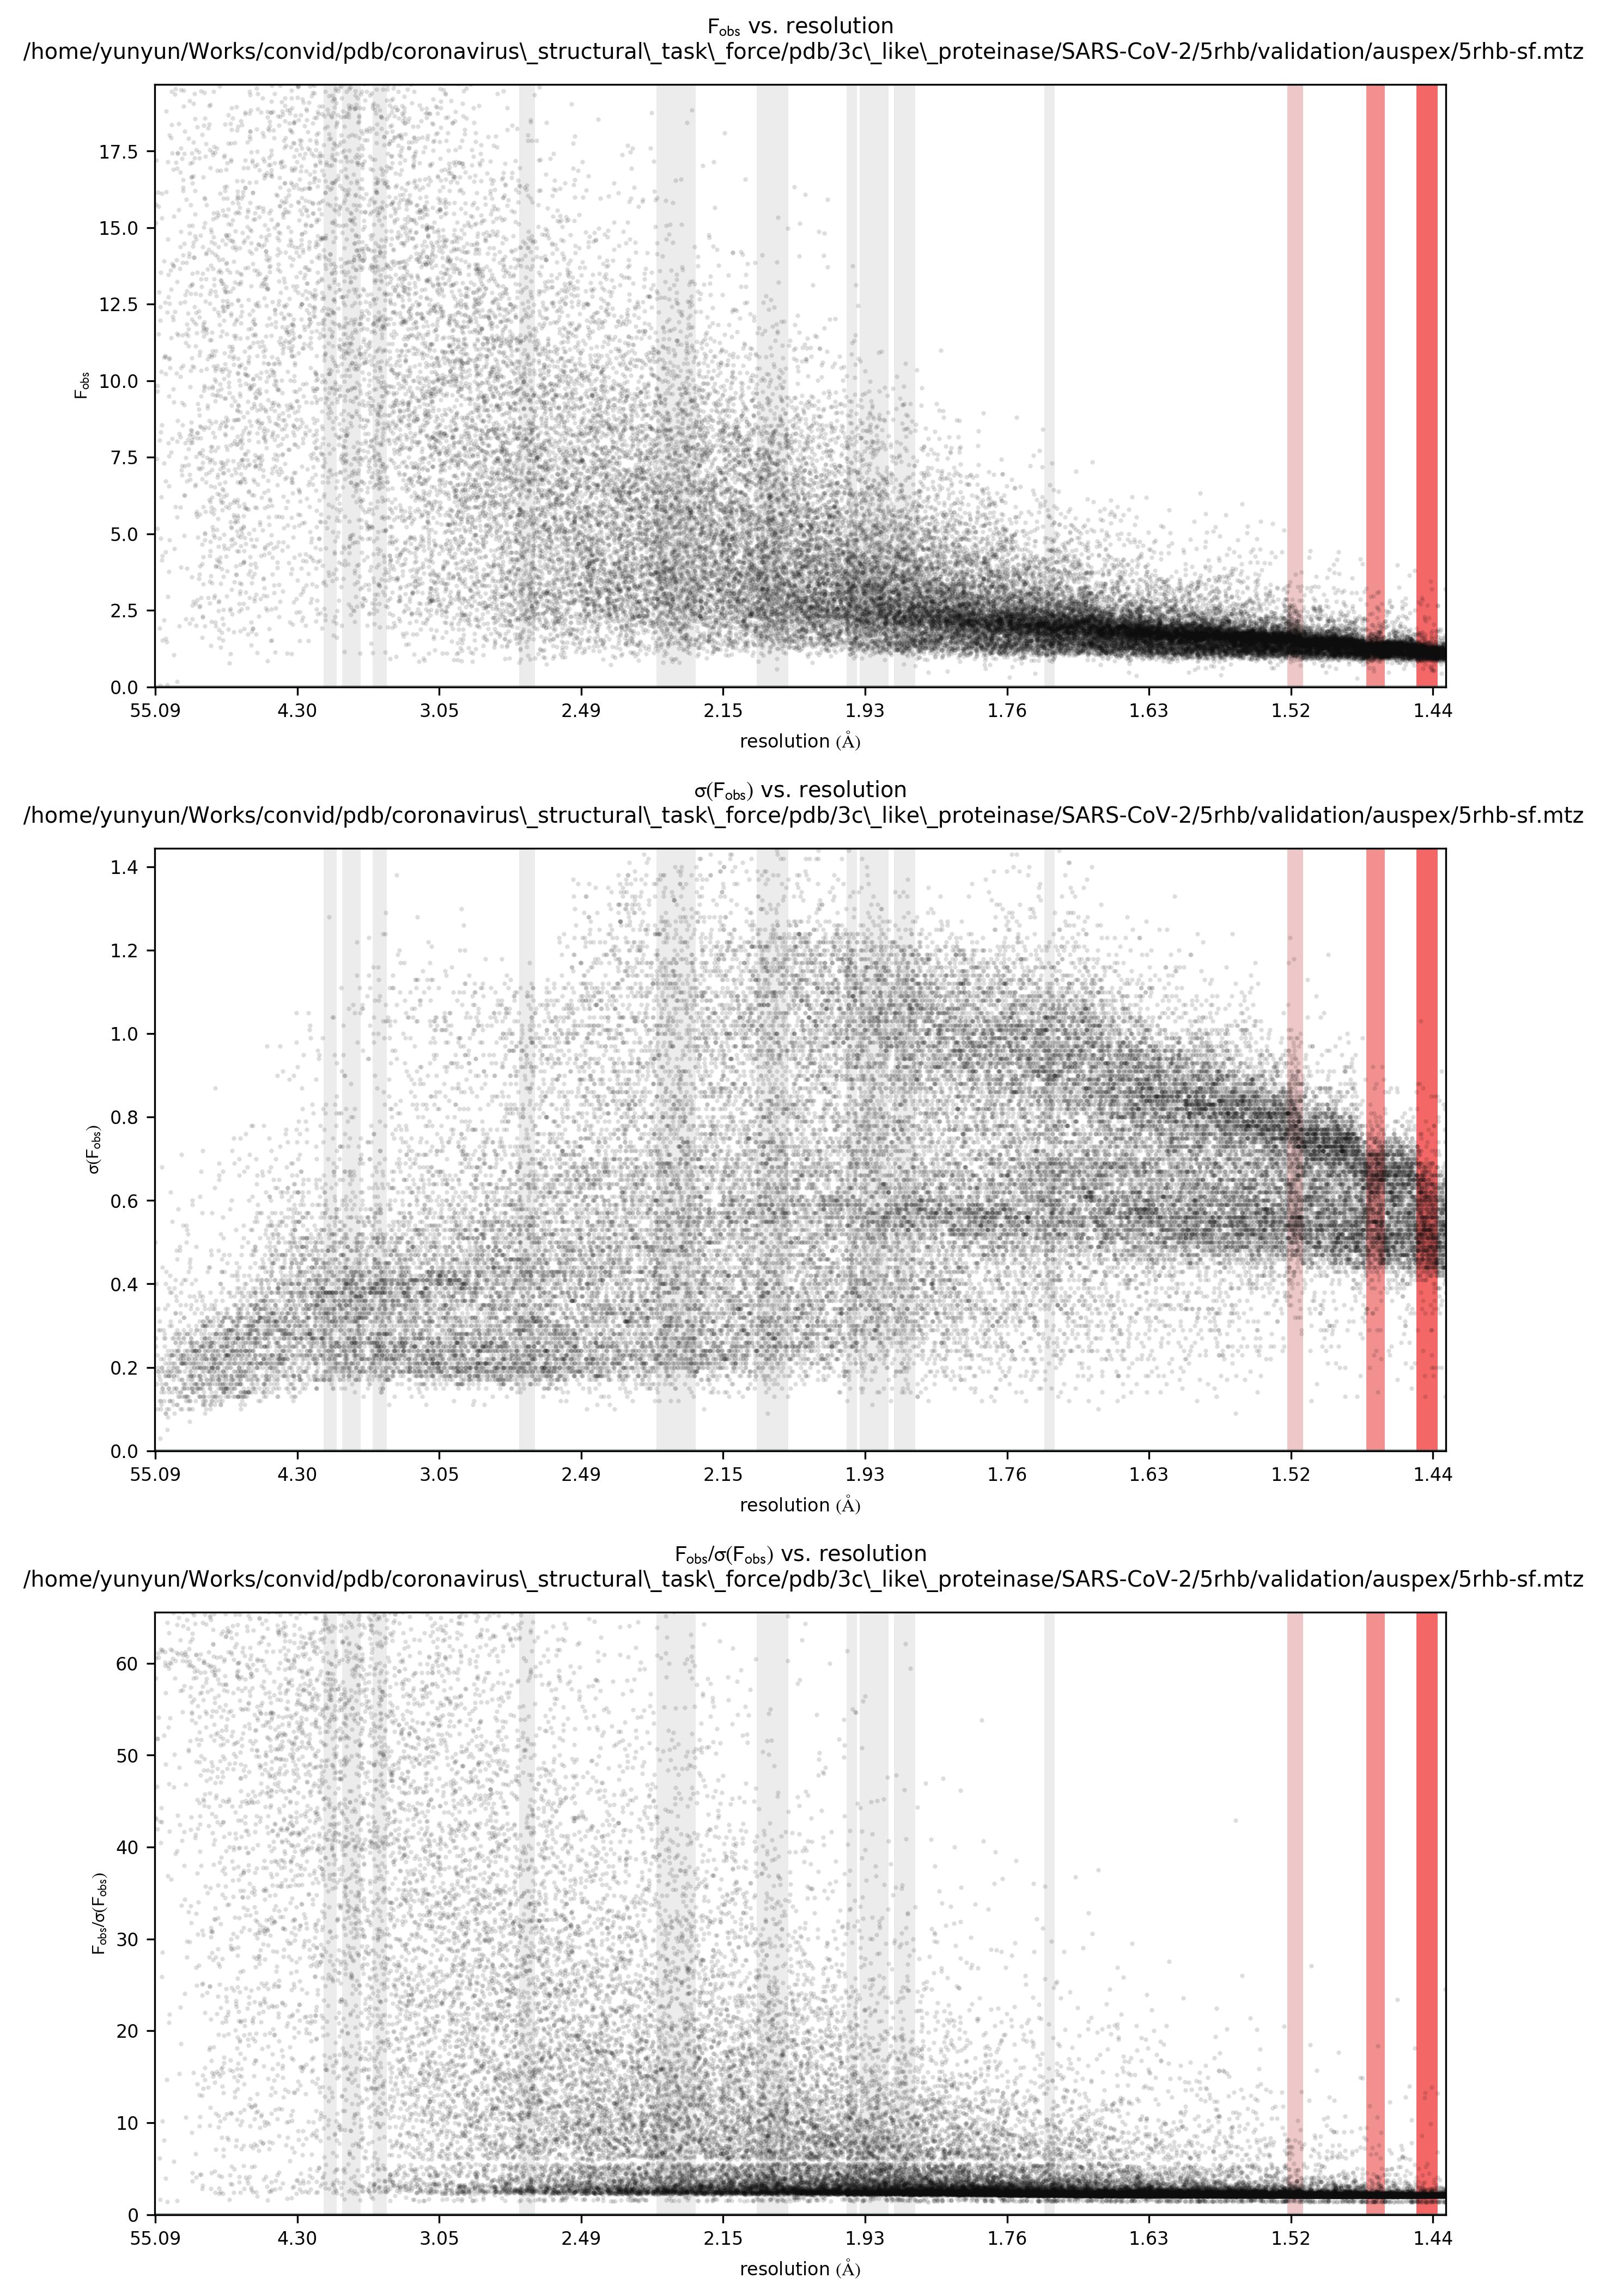 Fobs vs. resolution
/home/yunyun/Works/convid/pdb/coronavirus\_structural\_task\_force/pdb/3c\_like\_proteinase/SARS-CoV-2/5rhb/validation/auspex/5rhb-sf.mtz
17.5
15.0
12.5
10.0
7.5
5.0
2.5
0.0
Fobs
55.09 4.30 3.05 2.49 2.15 1.93 1.76 1.63 1.52 1.44
resolution (Å)
σ(Fobs) vs. resolution
/home/yunyun/Works/convid/pdb/coronavirus\_structural\_task\_force/pdb/3c\_like\_proteinase/SARS-CoV-2/5rhb/validation/auspex/5rhb-sf.mtz
1.4
1.2
1.0
0.8
0.6
0.4
0.2
0.0
σ(Fobs)
55.09 4.30 3.05 2.49 2.15 1.93 1.76 1.63 1.52 1.44
resolution (Å)
Fobs/σ(Fobs) vs. resolution
/home/yunyun/Works/convid/pdb/coronavirus\_structural\_task\_force/pdb/3c\_like\_proteinase/SARS-CoV-2/5rhb/validation/auspex/5rhb-sf.mtz
60
50
40
30
20
10
0
Fobs/σ(Fobs)
55.09 4.30 3.05 2.49 2.15 1.93 1.76 1.63 1.52 1.44
resolution (Å)